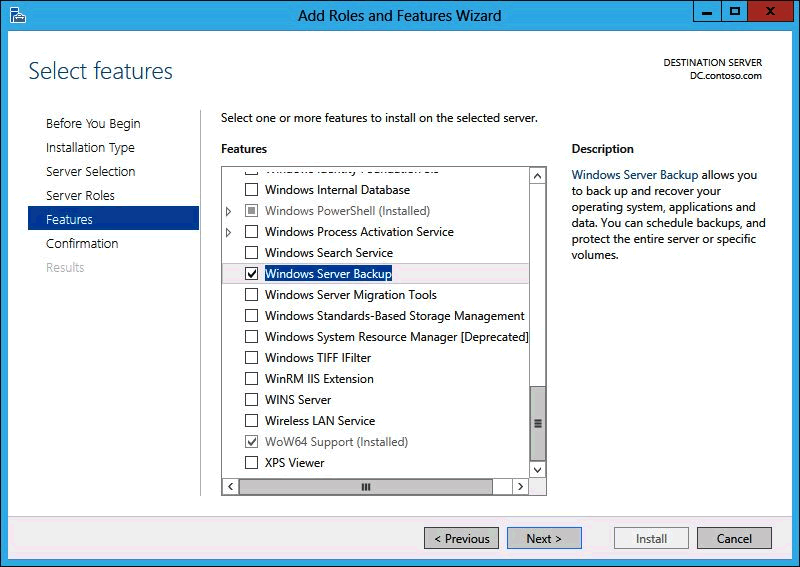 Add Roles and Features Wizard
Select features
DESTINATION SERVER
DC.contoso.com
Before You Begin
Installation Type
Server Selection
Server Roles
Features
Confirmation
Results
Select one or more features to install on the selected server.
Features
Windows Internal Database
Windows PowerShell (Installed)
Windows Process Activation Service
Windows Search Service
Windows Server Backup
Windows Server Migration Tools
Windows Standards-Based Storage Management
Windows System Resource Manager [Deprecated]
Windows TIFF IFilter
WinRM IIS Extension
WINS Server
Wireless LAN Service
WoW64 Support (Installed)
XPS Viewer
Description
Windows Server Backup allows you
to back up and recover your
operating system, applications and
data. You can schedule backups, and
protect the entire server or specific
volumes.
< Previous
Next >
Install
Cancel